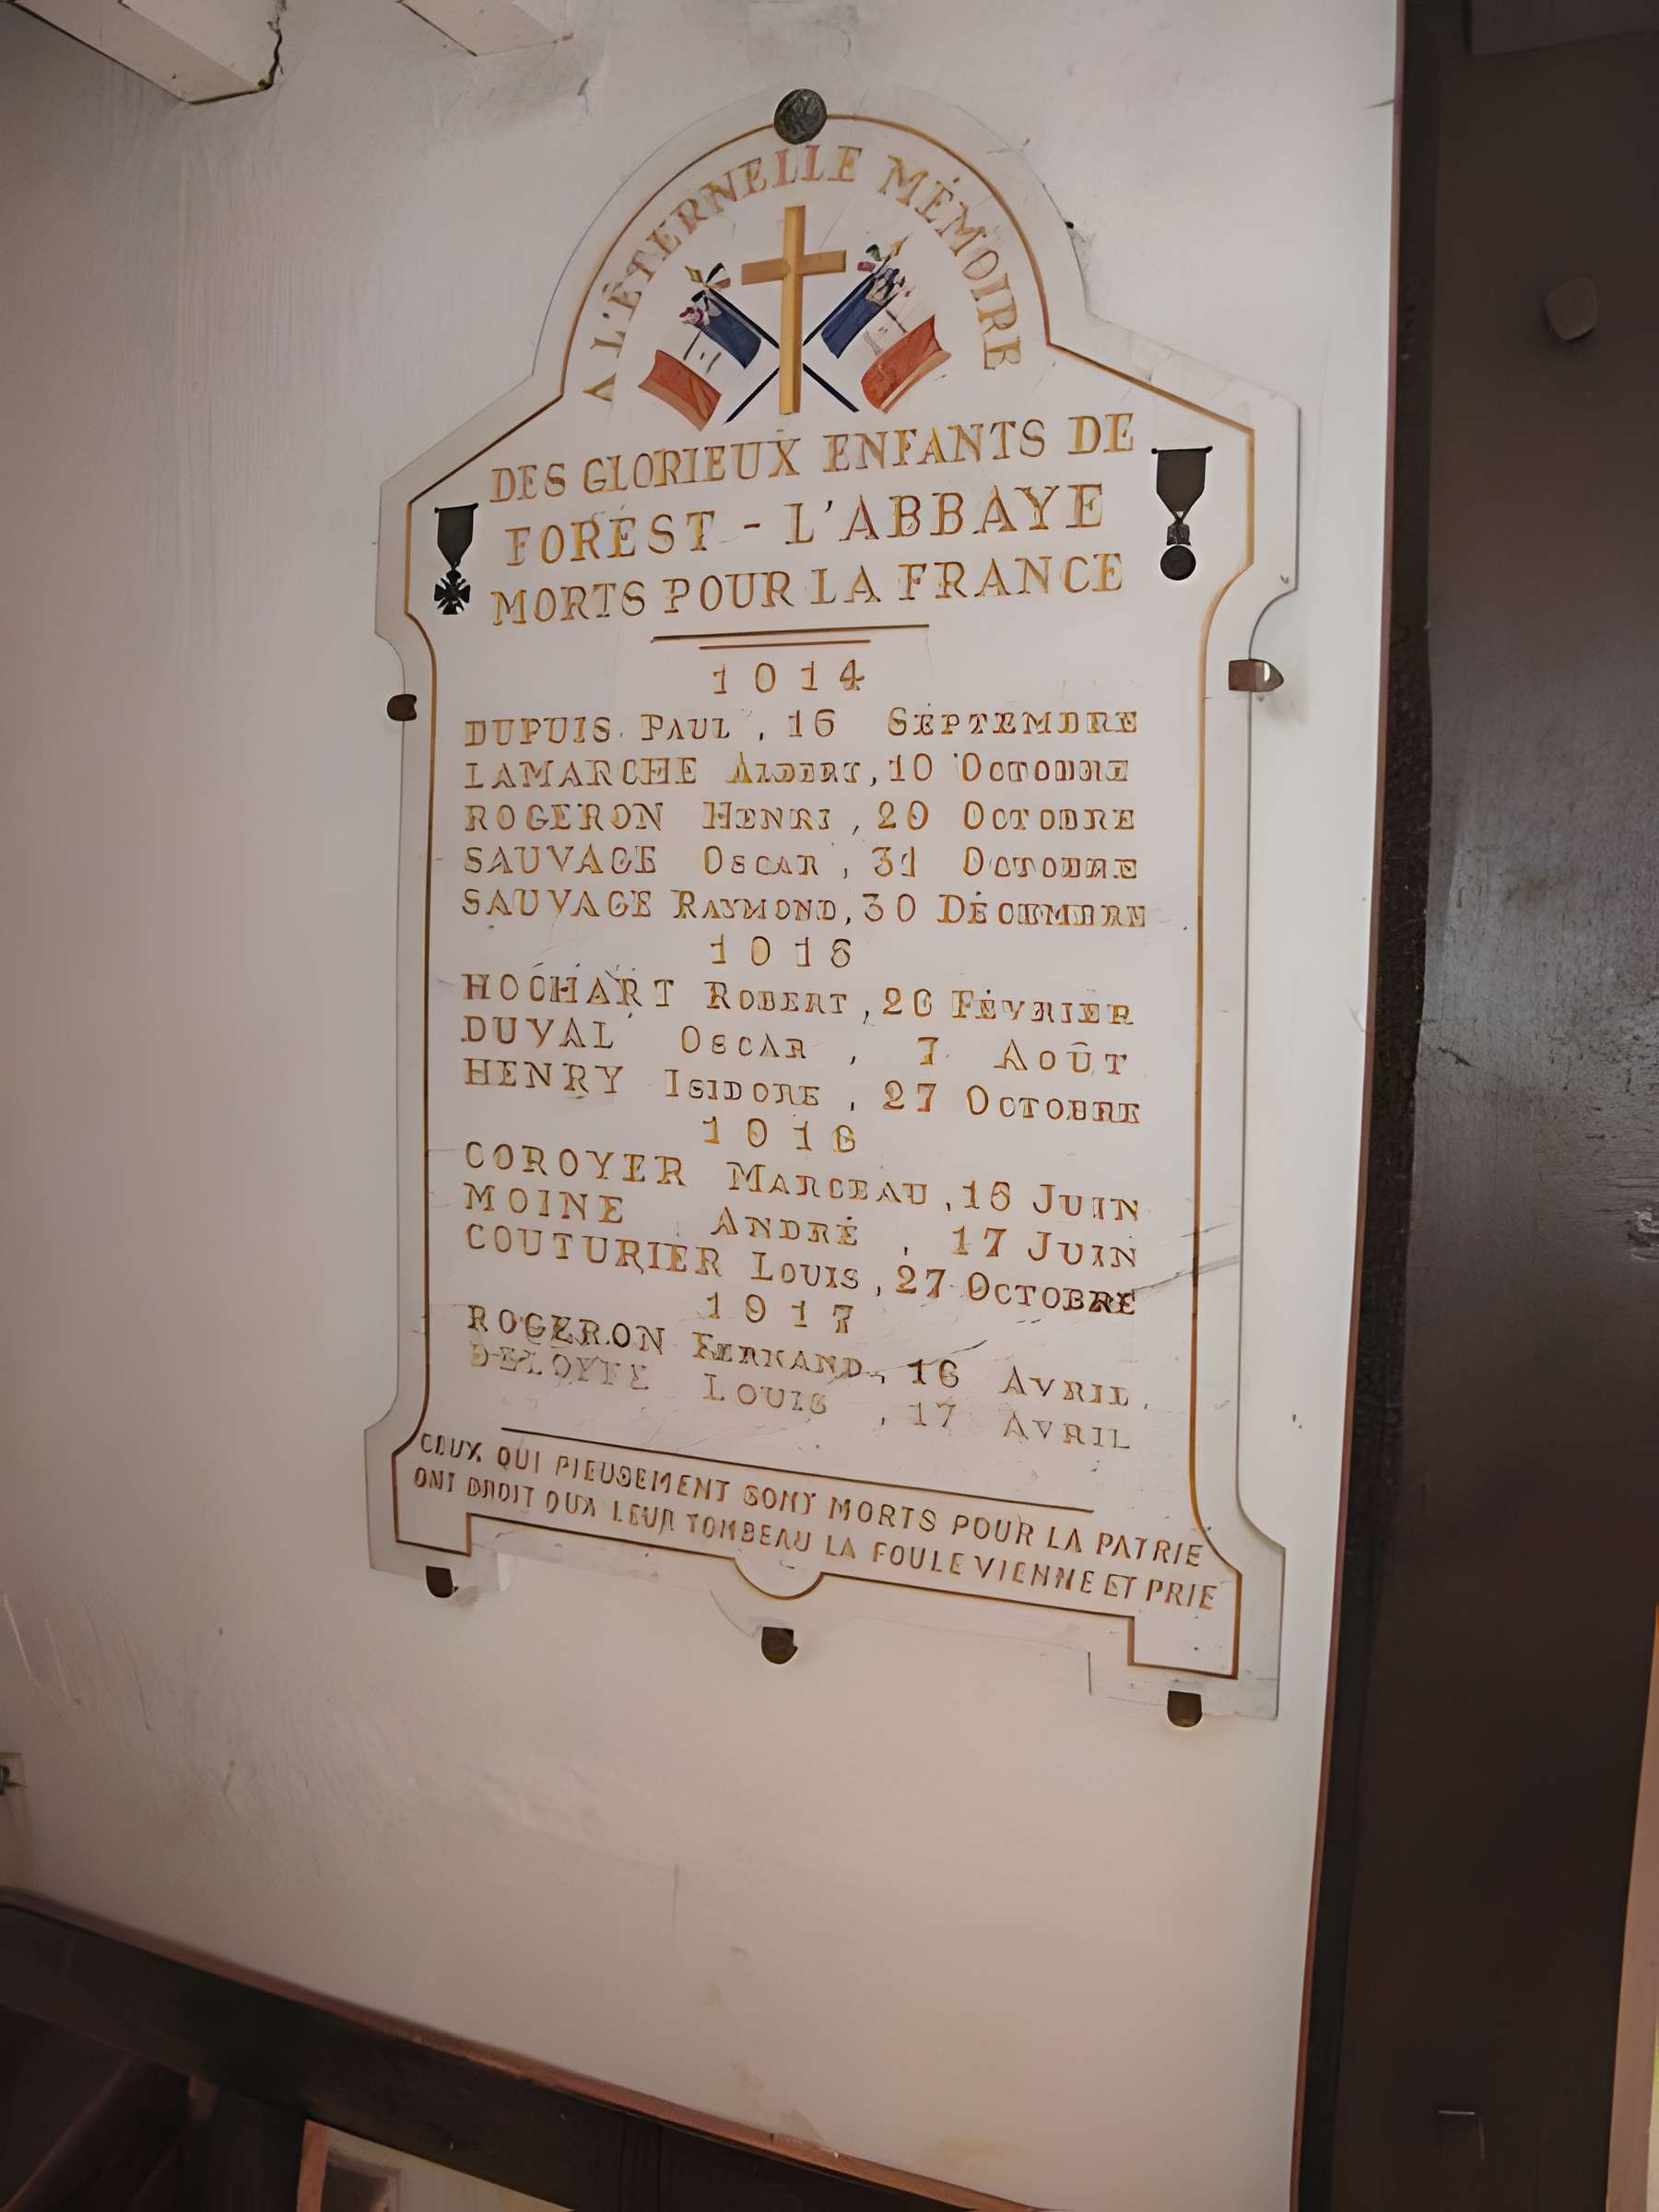 A L'ÉTERNELLE MÉMOIRE
DES GLORIEUX ENFANTS DE
FOREST - L'ABBAYE
MORTS POUR LA FRANCE
1914
DUPUIS PAUL, 16 SEPTEMBRE
LAMARCHE ALBERT, 10 OCTOBRE
ROGERON HENRI, 20 OCTOBRE
SAUVAGE OSCAR, 31 OCTOBRE
SAUVAGE RAYMOND, 30 DÉCEMBRE
HOCHART ROBERT, 26 FÉVRIER
DUVAL OSCAR, 7 AOÛT
HENRY ISIDORE, 27 OCTOBRE
1916
COROYER MARCEAU, 16 JUIN
MOINE ANDRÉ, 17 JUIN
COUTURIER LOUIS, 27 OCTOBRE
1917
ROGERON FERNAND, 16 AVRIL
LOUIS, 17 AVRIL
CEUX QUI PIEUSEMENT SONT MORTS POUR LA PATRIE
ONT DROIT QU'A LEUR TOMBEAU LA FOULE VIENNE ET PRIE